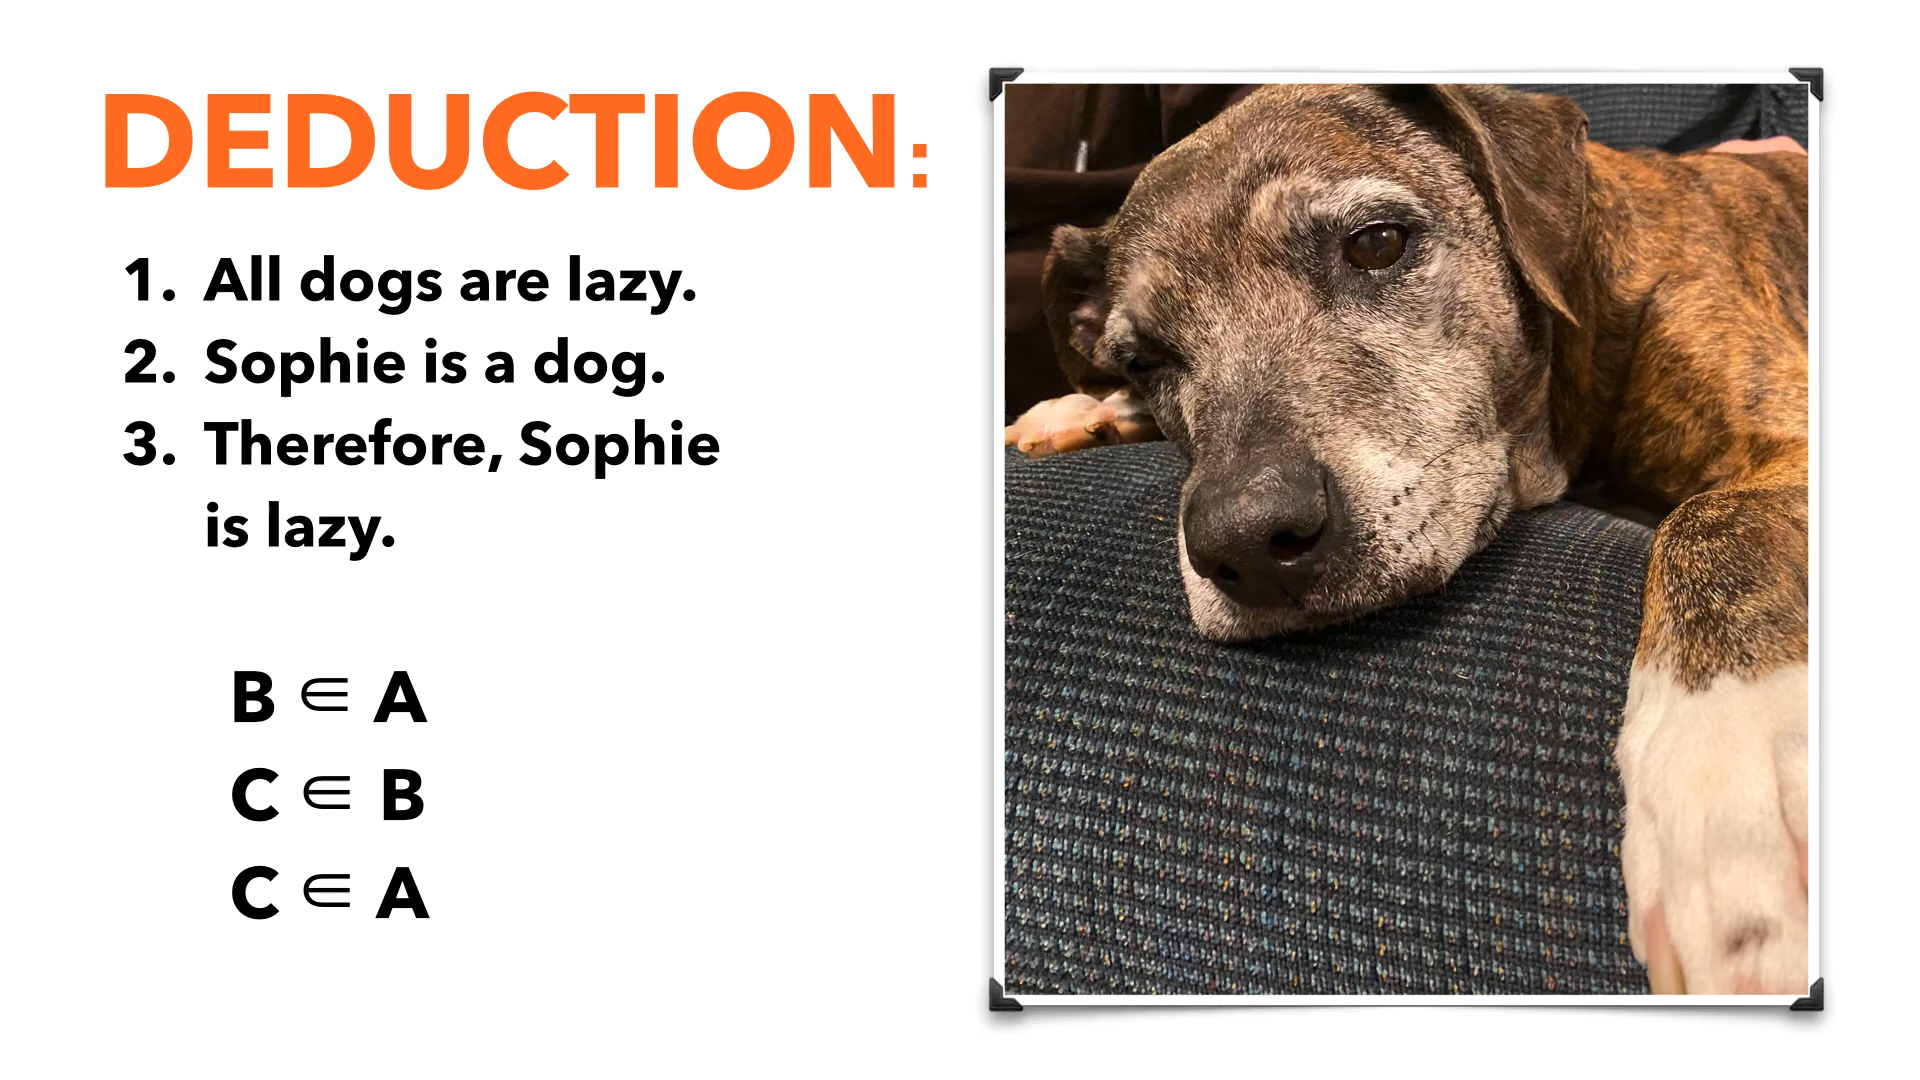 DEDUCTION:
1. All dogs are lazy.
2. Sophie is a dog.
3. Therefore, Sophie
is lazy.
B ∈ A
C ∈ B
C ∈ A